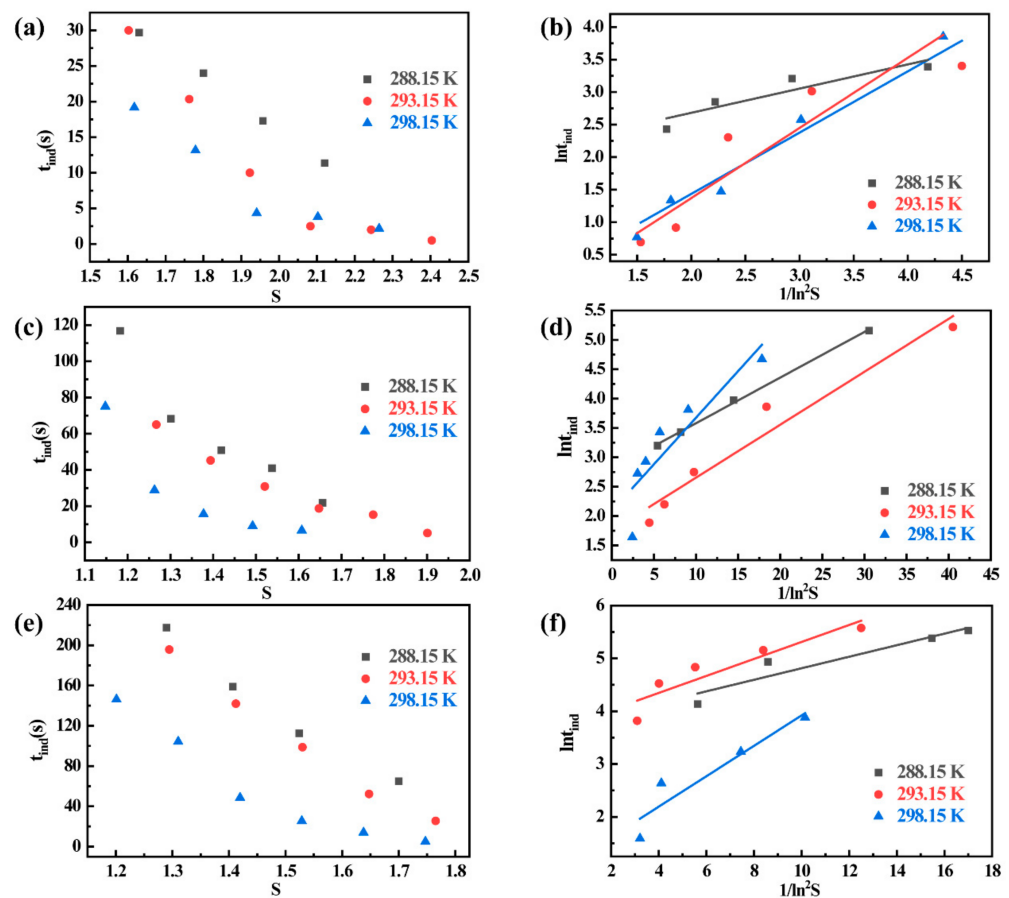 (a)
30
25
20
15
10
5
0
t_ind(s)
288.15 K
293.15 K
298.15 K
1.5 1.6 1.7 1.8 1.9 2.0 2.1 2.2 2.3 2.4 2.5
S
(b)
4.0
3.5
3.0
2.5
2.0
1.5
1.0
0.5
lnt_ind
288.15 K
293.15 K
298.15 K
1.5 2.0 2.5 3.0 3.5 4.0 4.5
1/ln²S
(c)
120
100
80
60
40
20
0
t_ind(s)
288.15 K
293.15 K
298.15 K
1.1 1.2 1.3 1.4 1.5 1.6 1.7 1.8 1.9 2.0
S
(d)
5.5
5.0
4.5
4.0
3.5
3.0
2.5
2.0
1.5
lnt_ind
288.15 K
293.15 K
298.15 K
0 5 10 15 20 25 30 35 40 45
1/ln²S
(e)
240
200
160
120
80
40
0
t_ind(s)
288.15 K
293.15 K
298.15 K
1.2 1.3 1.4 1.5 1.6 1.7 1.8
S
(f)
6
5
4
3
2
lnt_ind
288.15 K
293.15 K
298.15 K
2 4 6 8 10 12 14 16 18
1/ln²S